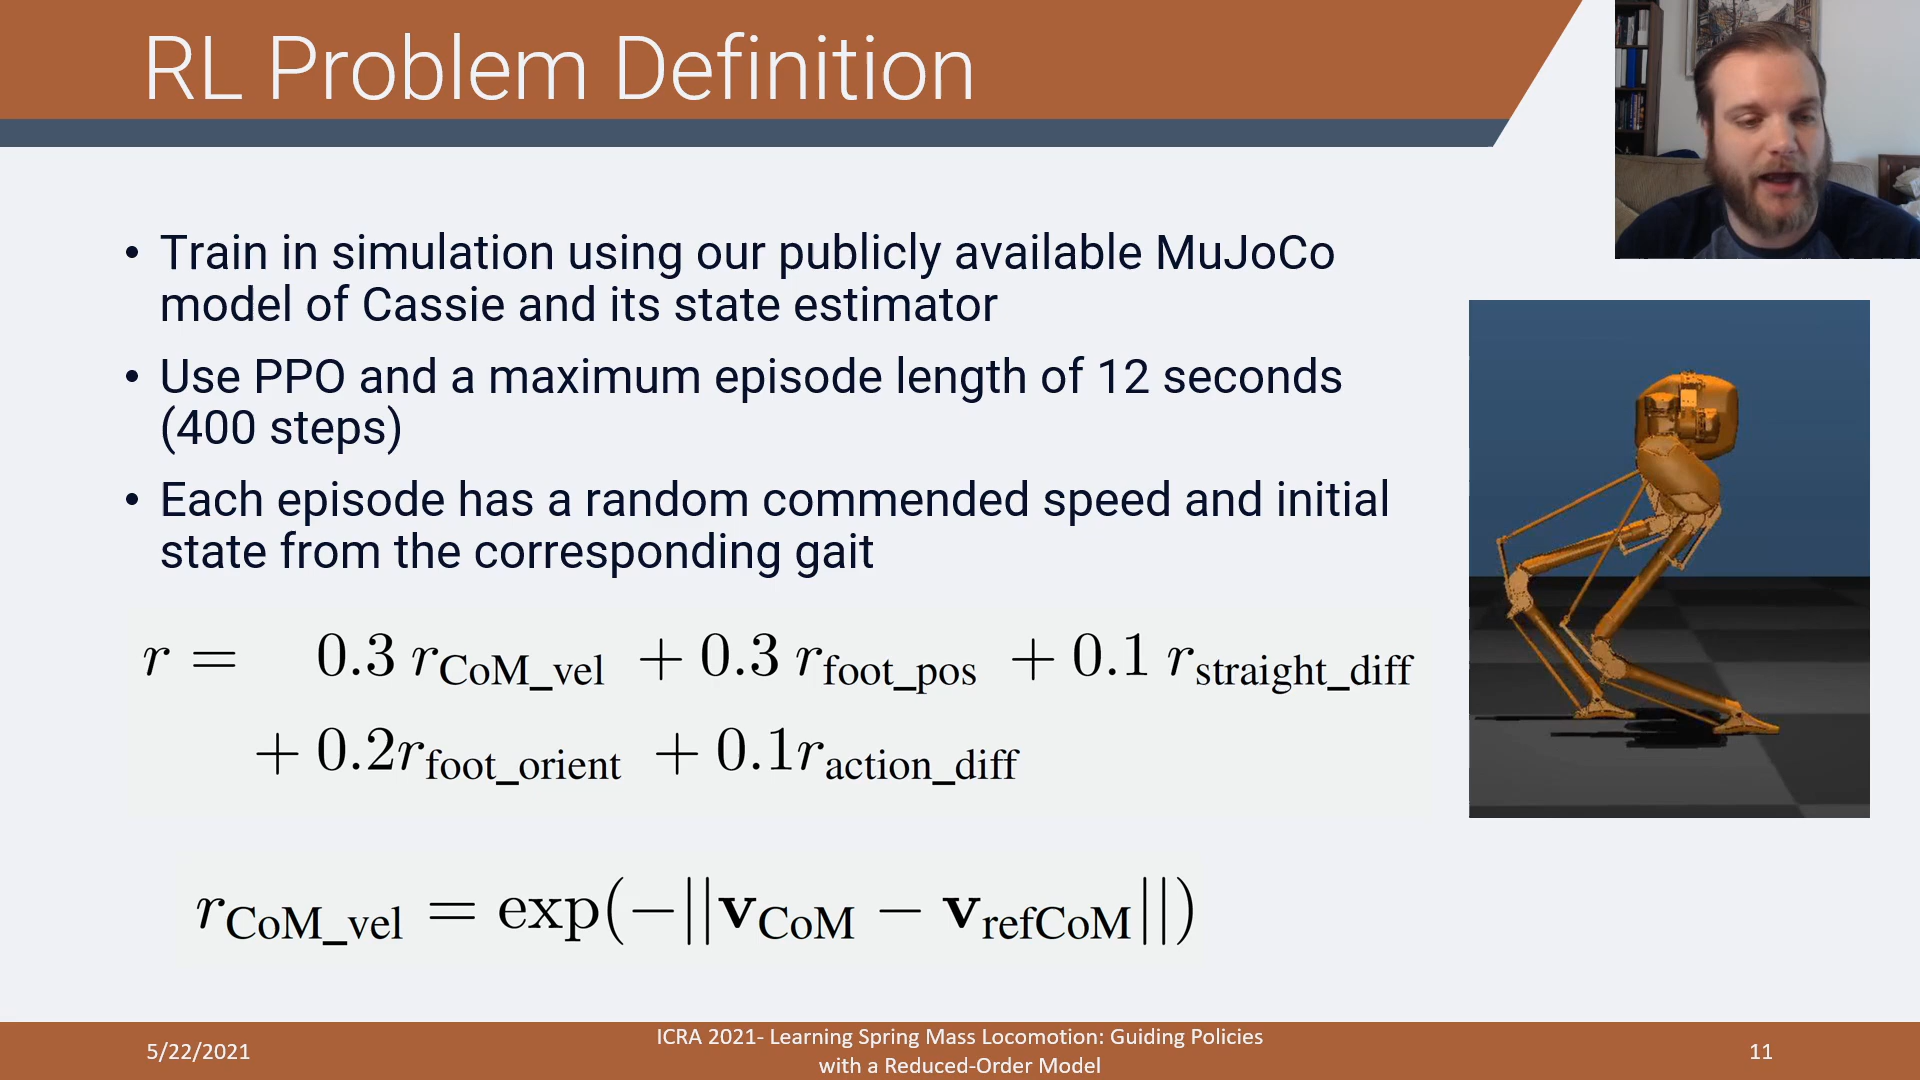 RL Problem Definition
• Train in simulation using our publicly available MuJoCo
model of Cassie and its state estimator
• Use PPO and a maximum episode length of 12 seconds
(400 steps)
• Each episode has a random commended speed and initial
state from the corresponding gait
r = 0.3 r_CoM_vel + 0.3 r_foot_pos + 0.1 r_straight_diff
+ 0.2r_foot_orient + 0.1r_action_diff
r_CoM_vel = exp(−||v_CoM − v_refCoM||)
5/22/2021
ICRA 2021- Learning Spring Mass Locomotion: Guiding Policies
with a Reduced-Order Model
11